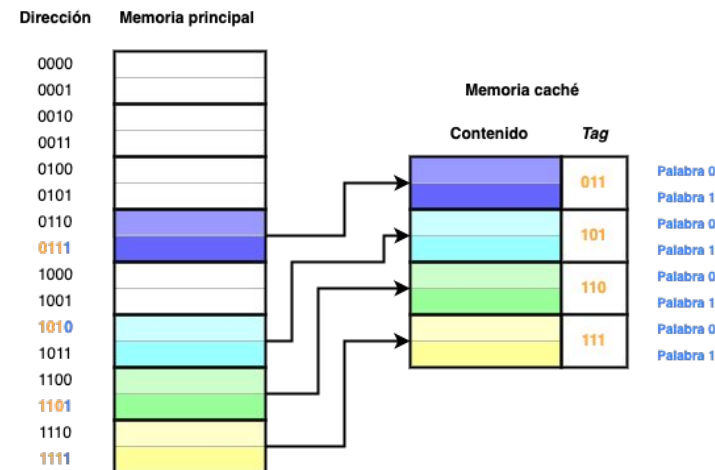 Dirección Memoria principal
0000
0001
0010
0011
0100
0101
0110
0111
1000
1001
1010
1011
1100
1101
1110
1111
Memoria caché
Contenido Tag
011 Palabra 0
Palabra 1
101 Palabra 0
Palabra 1
110 Palabra 0
Palabra 1
111 Palabra 0
Palabra 1